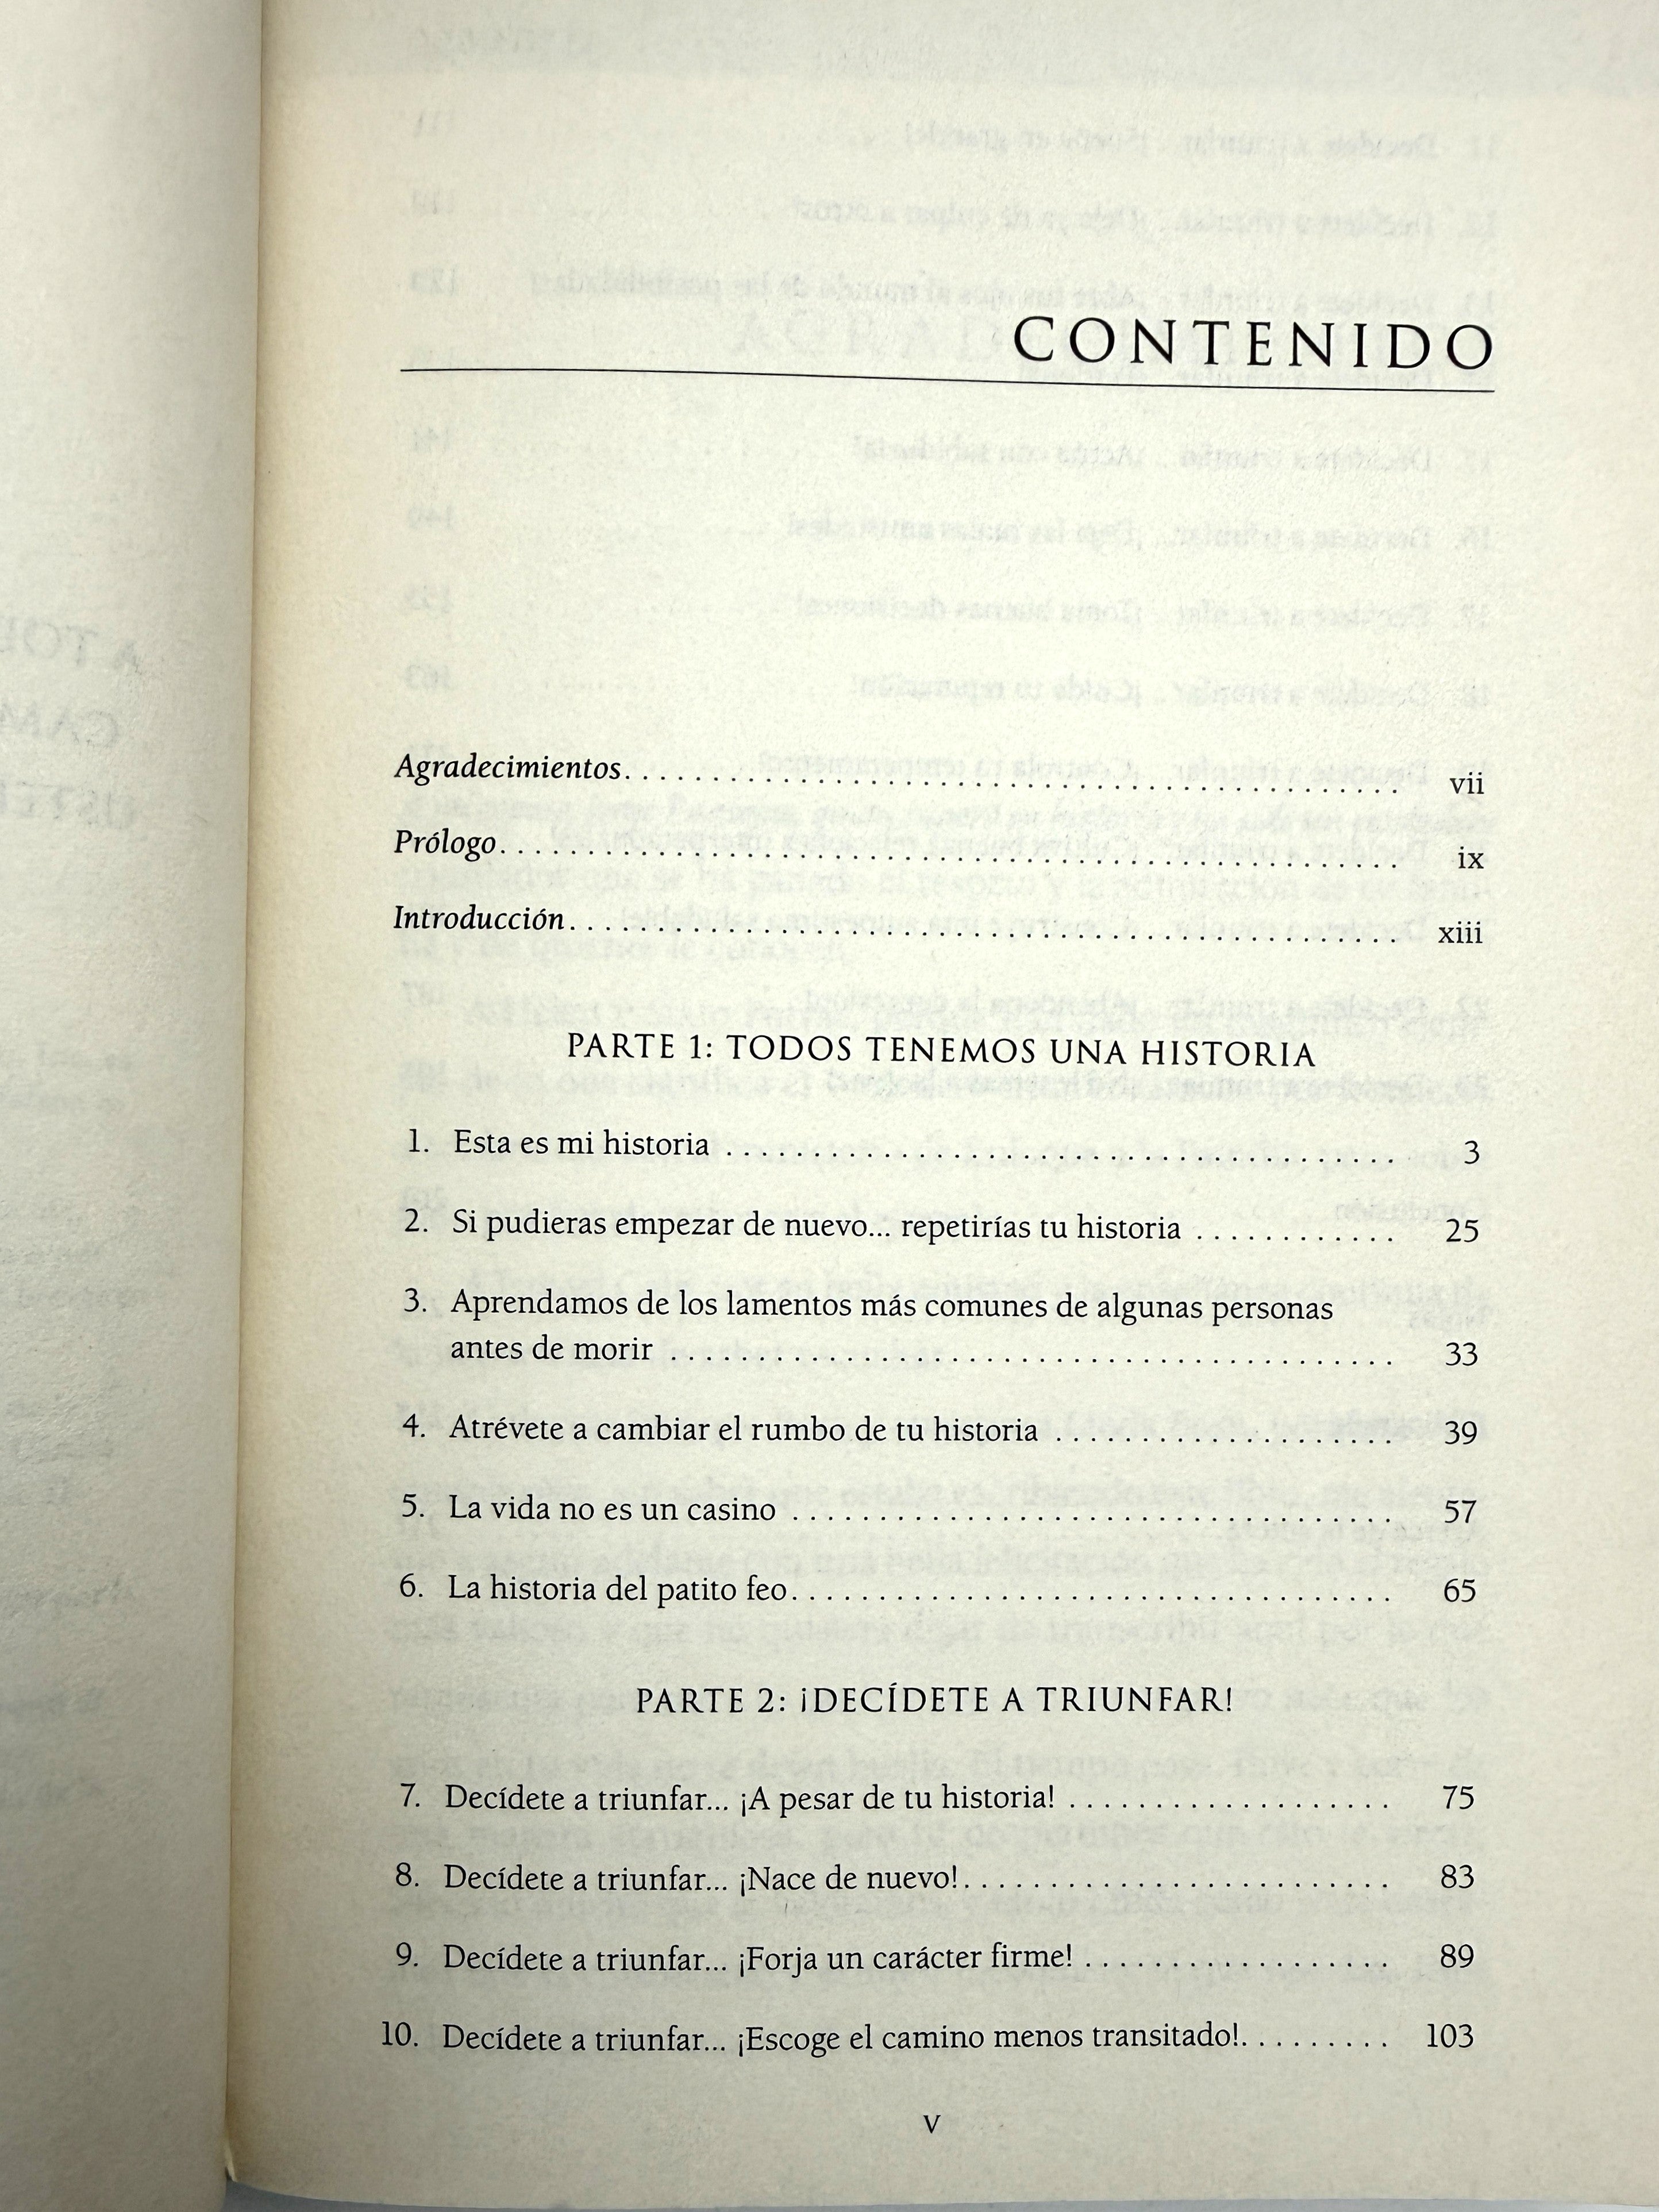 CONTENIDO
Agradecimientos. . . . . . . . . . . . . . . . . . . . . . . . . . . . . . . . . . . . . . . . . . . . . . . . . . . . . . vii
Prólogo. . . . . . . . . . . . . . . . . . . . . . . . . . . . . . . . . . . . . . . . . . . . . . . . . . . . . . . . . . . . . . . ix
Introducción. . . . . . . . . . . . . . . . . . . . . . . . . . . . . . . . . . . . . . . . . . . . . . . . . . . . . . . . . . xiii
PARTE 1: TODOS TENEMOS UNA HISTORIA
1. Esta es mi historia . . . . . . . . . . . . . . . . . . . . . . . . . . . . . . . . . . . . . . . . . . . . . . . 3
2. Si pudieras empezar de nuevo... repetirías tu historia . . . . . . . . . . . . 25
3. Aprendamos de los lamentos más comunes de algunas personas
antes de morir . . . . . . . . . . . . . . . . . . . . . . . . . . . . . . . . . . . . . . . . . . . . . . . . . . . 33
4. Atrévete a cambiar el rumbo de tu historia . . . . . . . . . . . . . . . . . . . . 39
5. La vida no es un casino . . . . . . . . . . . . . . . . . . . . . . . . . . . . . . . . . . . . . . . . . . 57
6. La historia del patito feo. . . . . . . . . . . . . . . . . . . . . . . . . . . . . . . . . . . . . . . . . . 65
PARTE 2: ¡DECÍDETE A TRIUNFAR!
7. Decídete a triunfar... ¡A pesar de tu historia! . . . . . . . . . . . . . . . . . . . 75
8. Decídete a triunfar... ¡Nace de nuevo!. . . . . . . . . . . . . . . . . . . . . . . . . . 83
9. Decídete a triunfar... ¡Forja un carácter firme! . . . . . . . . . . . . . . . . . . 89
10. Decídete a triunfar... ¡Escoge el camino menos transitado!. . . . . . . . . 103
v